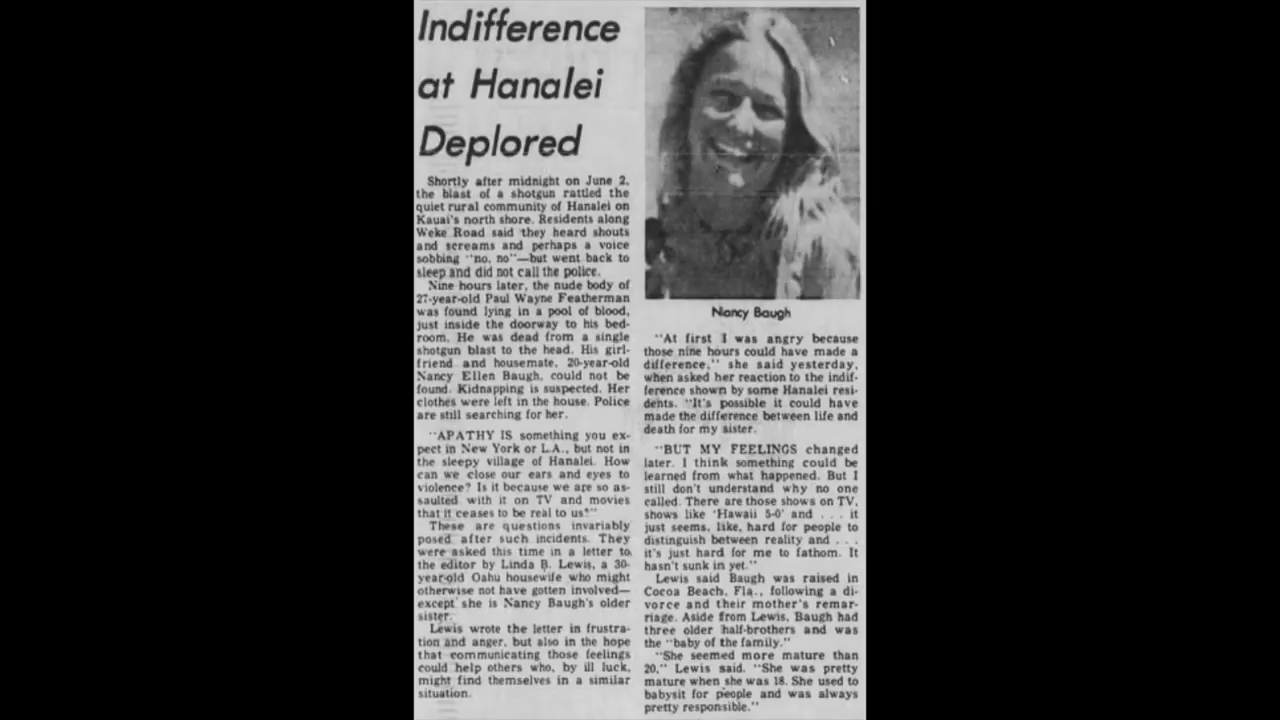 Indifference
at Hanalei
Deplored
Shortly after midnight on June 2,
the blast of a shotgun rattled the
quiet rural community of Hanalei on
Kauai's north shore. Residents along
Weke Road said they heard shouts
and screams and perhaps a voice
sobbing "no, no"—but went back to
sleep and did not call the police.
Nine hours later, the nude body of
27-year-old Paul Wayne Featherman
was found lying in a pool of blood,
just inside the doorway to his bed-
room. He was dead from a single
shotgun blast to the head. His girl-
friend and housemate, 20-year-old
Nancy Ellen Baugh, could not be
found. Kidnapping is suspected. Her
clothes were left in the house. Police
are still searching for her.
"APATHY IS something you ex-
pect in New York or L.A., but not in
the sleepy village of Hanalei. How
can we close our ears and eyes to
violence? Is it because we are so as-
saulted with it on TV and movies
that it ceases to be real to us?"
These are questions invariably
posed after such incidents. They
were asked this time in a letter to
the editor by Linda B. Lewis, a 30-
year-old Oahu housewife who might
otherwise not have gotten involved—
except she is Nancy Baugh's older
sister.
Lewis wrote the letter in frustra-
tion and anger, but also in the hope
that communicating those feelings
could help others who, by ill luck,
might find themselves in a similar
situation.
Nancy Baugh
"At first I was angry because
those nine hours could have made a
difference," she said yesterday,
when asked her reaction to the indif-
ference shown by some Hanalei resi-
dents. "It's possible it could have
made the difference between life and
death for my sister.
"BUT MY FEELINGS changed
later. I think something could be
learned from what happened. But I
still don't understand why no one
called. There are those shows on TV,
shows like 'Hawaii 5-0' and . . . it
just seems, like, hard for people to
distinguish between reality and . . .
it's just hard for me to fathom. It
hasn't sunk in yet."
Lewis said Baugh was raised in
Cocoa Beach, Fla., following a di-
vorce and their mother's remar-
riage. Aside from Lewis, Baugh had
three older half-brothers and was
the "baby of the family."
"She seemed more mature than
20," Lewis said. "She was pretty
mature when she was 18. She used to
babysit for people and was always
pretty responsible."